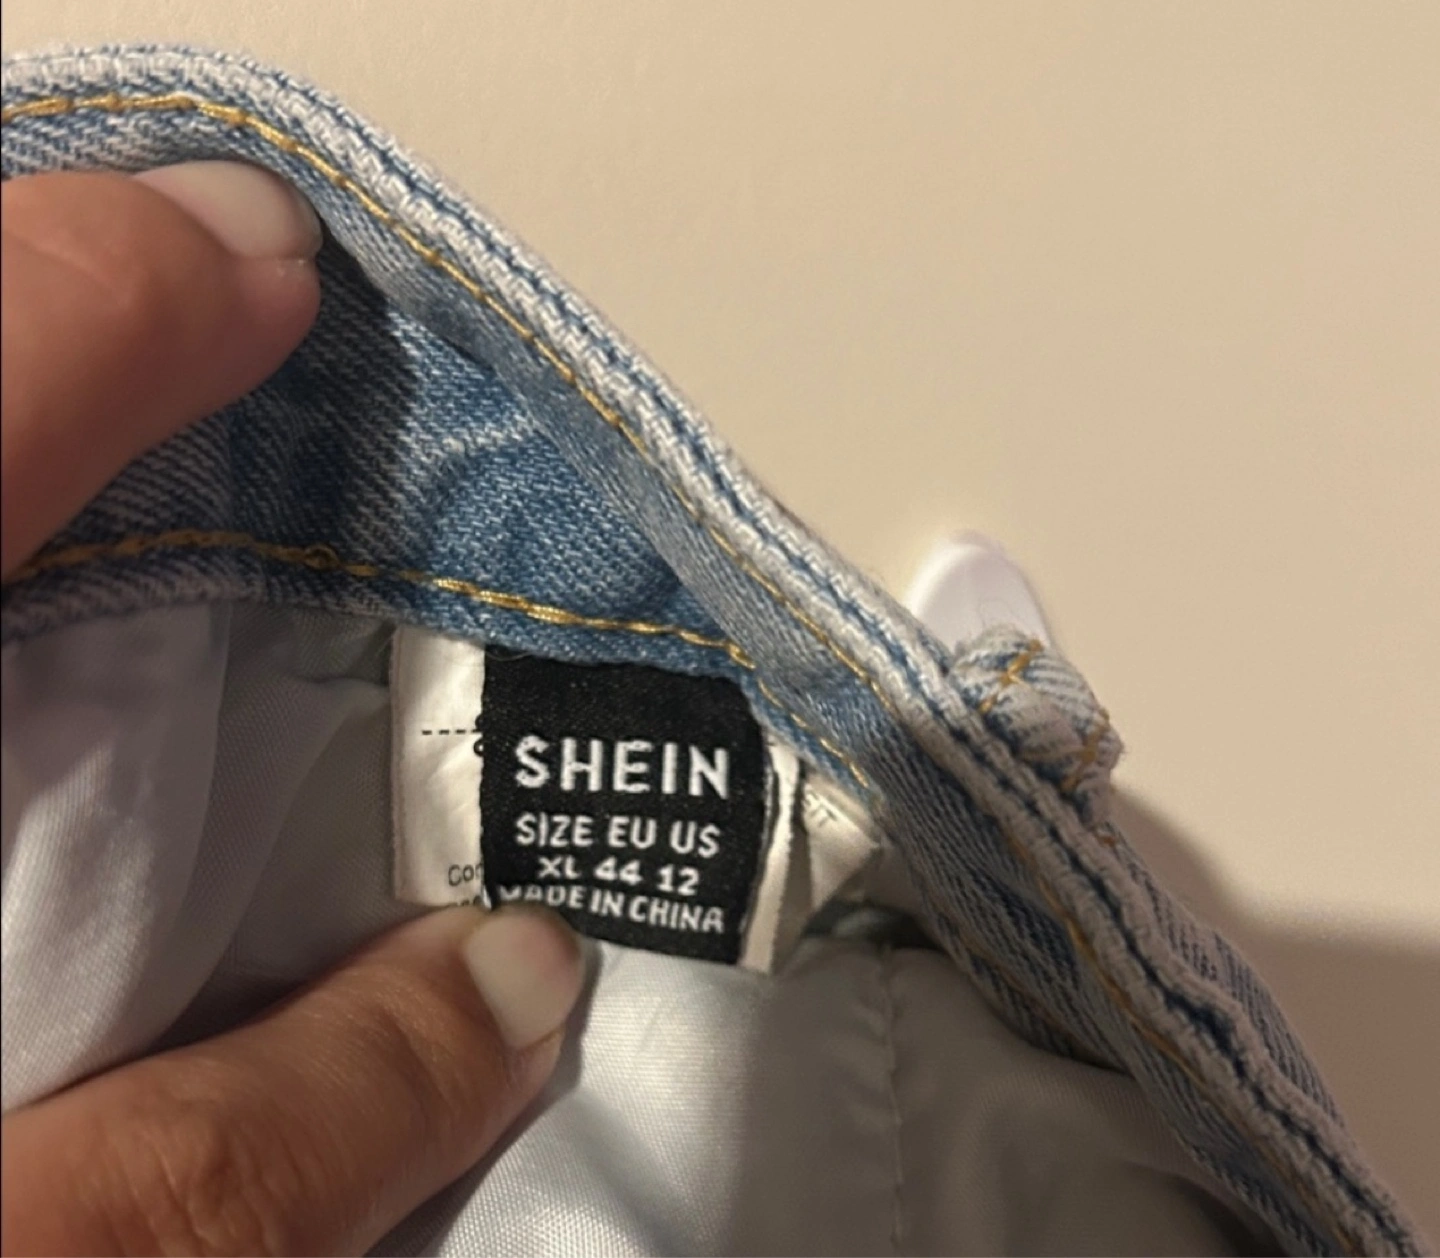 SHEIN
SIZE EU US
XL 44 12
MADE IN CHINA